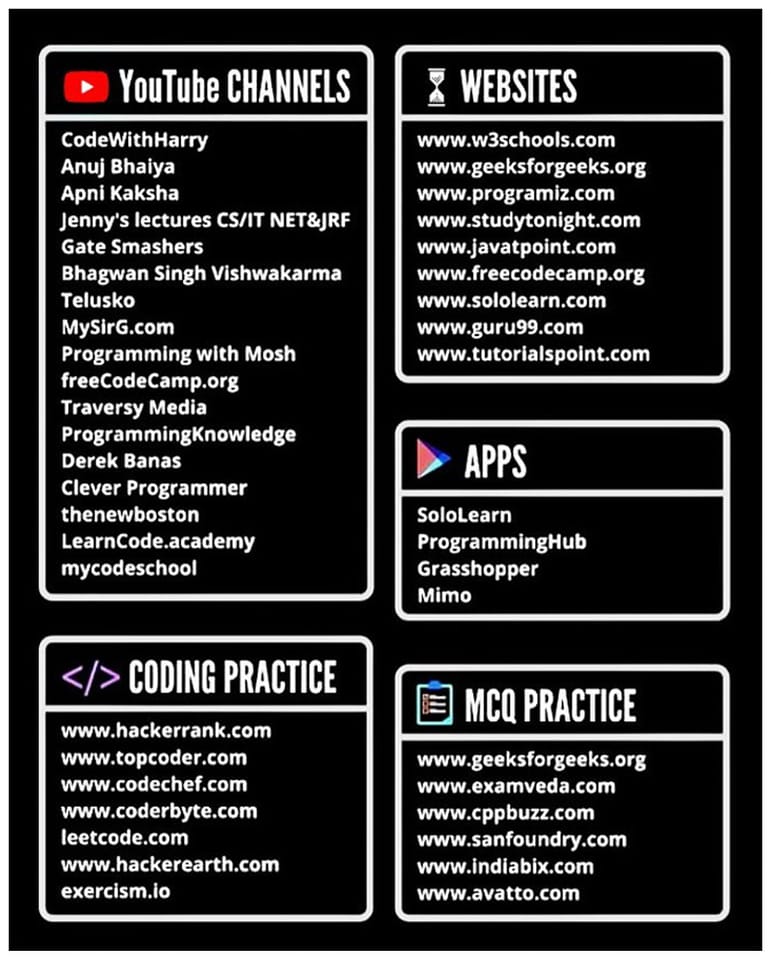 YouTube CHANNELS
CodeWithHarry
Anuj Bhaiya
Apni Kaksha
Jenny's lectures CS/IT NET&JRF
Gate Smashers
Bhagwan Singh Vishwakarma
Telusko
MySirG.com
Programming with Mosh
freeCodeCamp.org
Traversy Media
ProgrammingKnowledge
Derek Banas
Clever Programmer
thenewboston
LearnCode.academy
mycodeschool
WEBSITES
www.w3schools.com
www.geeksforgeeks.org
www.programiz.com
www.studytonight.com
www.javatpoint.com
www.freecodecamp.org
www.sololearn.com
www.guru99.com
www.tutorialspoint.com
APPS
SoloLearn
ProgrammingHub
Grasshopper
Mimo
</> CODING PRACTICE
www.hackerrank.com
www.topcoder.com
www.codechef.com
www.coderbyte.com
leetcode.com
www.hackerearth.com
exercism.io
MCQ PRACTICE
www.geeksforgeeks.org
www.examveda.com
www.cppbuzz.com
www.sanfoundry.com
www.indiabix.com
www.avatto.com